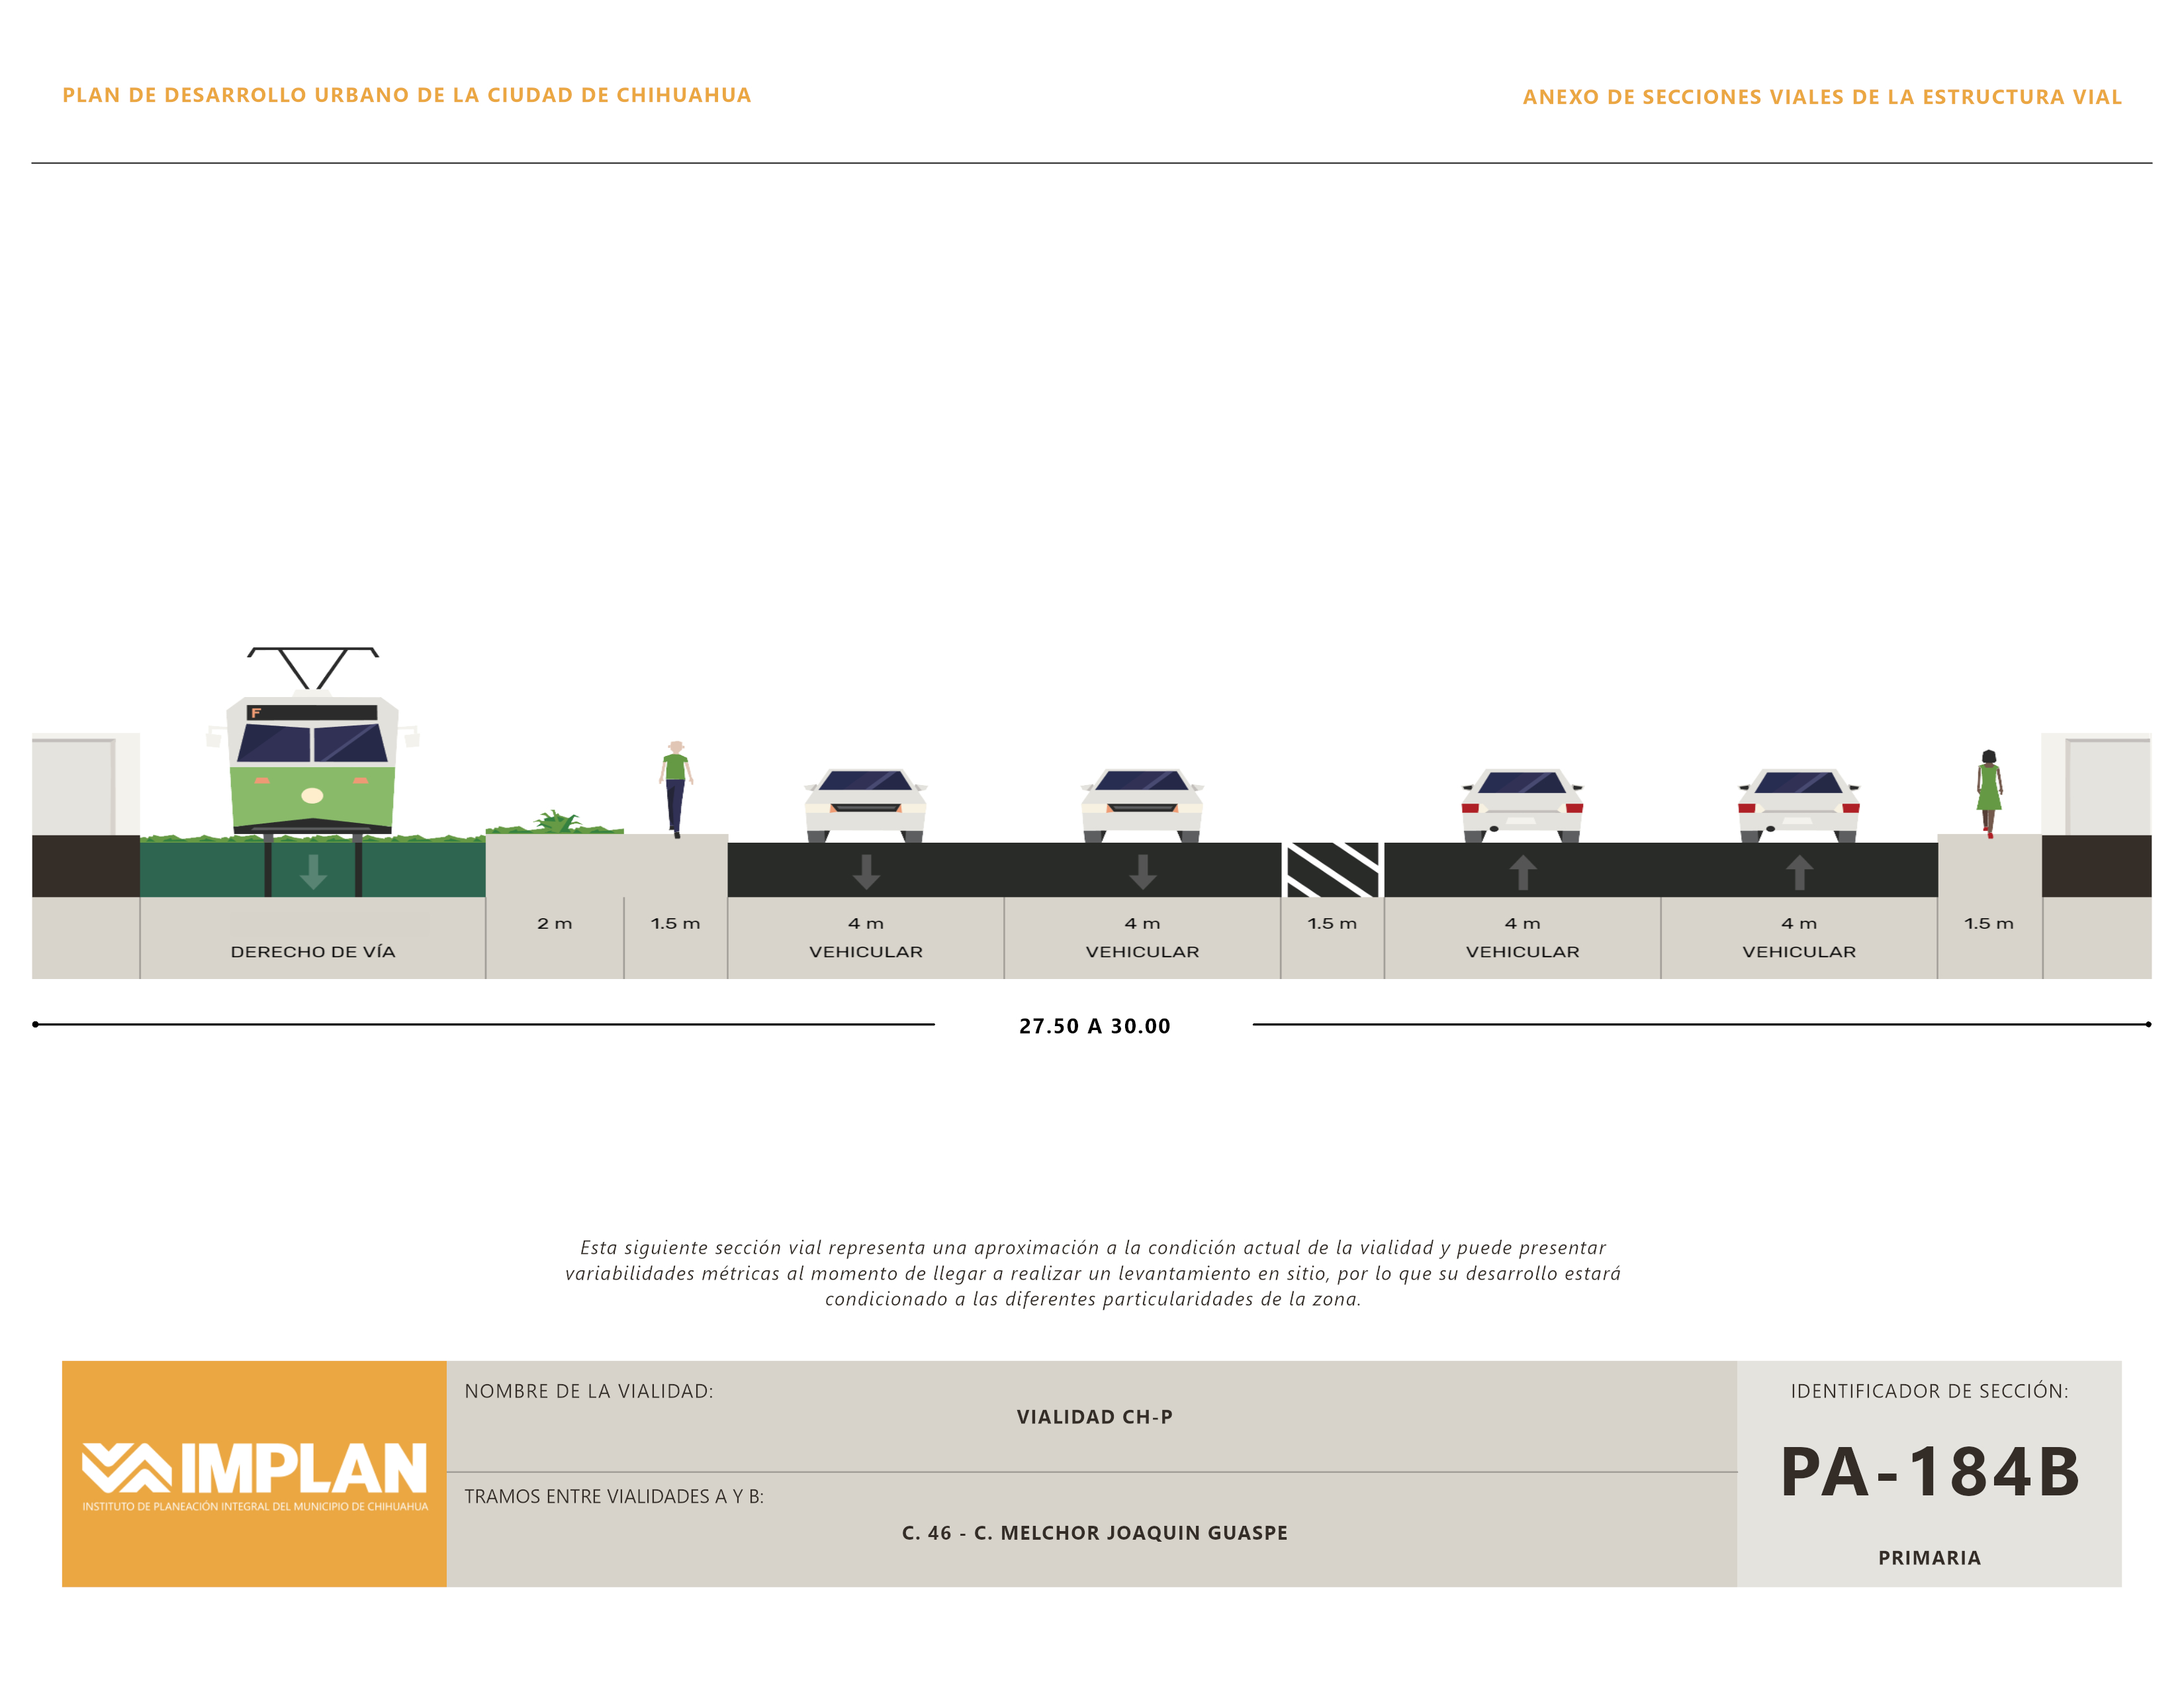 PLAN DE DESARROLLO URBANO DE LA CIUDAD DE CHIHUAHUA
ANEXO DE SECCIONES VIALES DE LA ESTRUCTURA VIAL
F
DERECHO DE VÍA
2 m
1.5 m
4 m
VEHICULAR
4 m
VEHICULAR
1.5 m
4 m
VEHICULAR
4 m
VEHICULAR
1.5 m
27.50 A 30.00
Esta siguiente sección vial representa una aproximación a la condición actual de la vialidad y puede presentar
variabilidades métricas al momento de llegar a realizar un levantamiento en sitio, por lo que su desarrollo estará
condicionado a las diferentes particularidades de la zona.
IMPLAN
INSTITUTO DE PLANEACIÓN INTEGRAL DEL MUNICIPIO DE CHIHUAHUA
NOMBRE DE LA VIALIDAD:
VIALIDAD CH-P
TRAMOS ENTRE VIALIDADES A Y B:
C. 46 - C. MELCHOR JOAQUIN GUASPE
IDENTIFICADOR DE SECCIÓN:
PA-184B
PRIMARIA